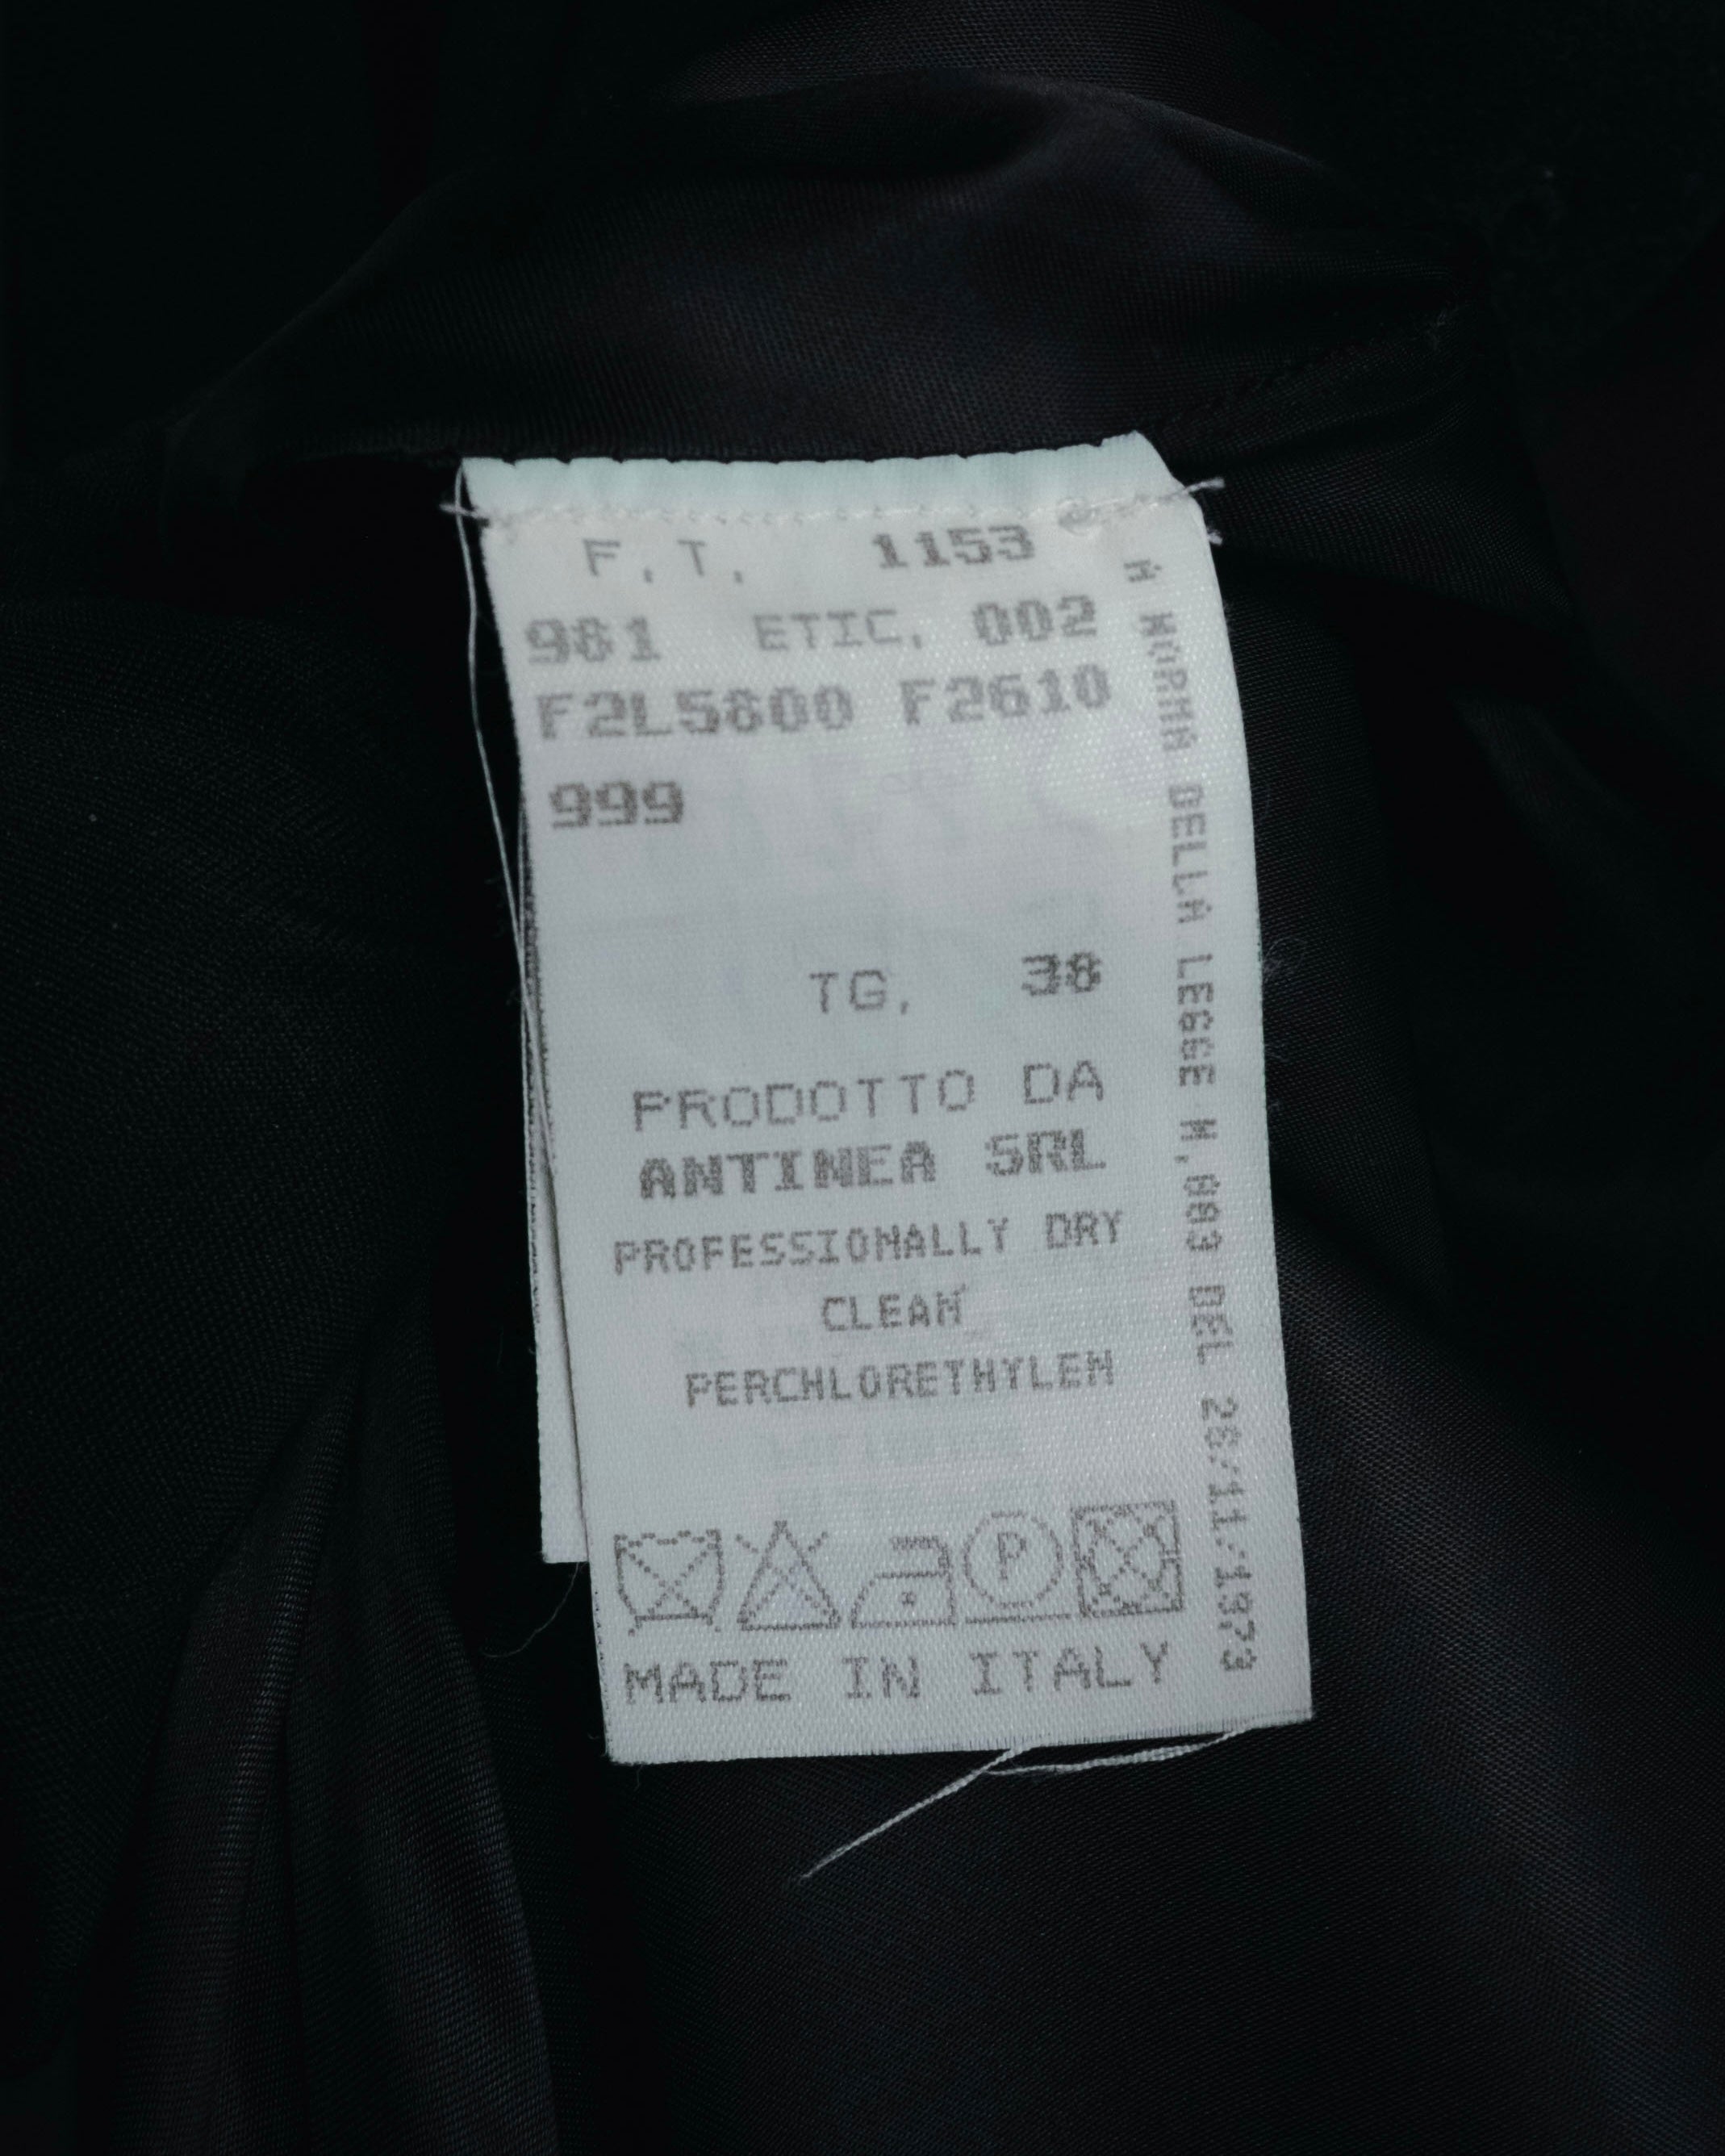 F.T. 1153
981 ETIC. 002
F2L5800 F2610
999
TG. 38
PRODOTTO DA
ANTINEA SRL
PROFESSIONALLY DRY
CLEAN
PERCHLORETHYLEN
P
MADE IN ITALY
A NORMA DELLA LEGGE N.883 DEL 26/11/1973